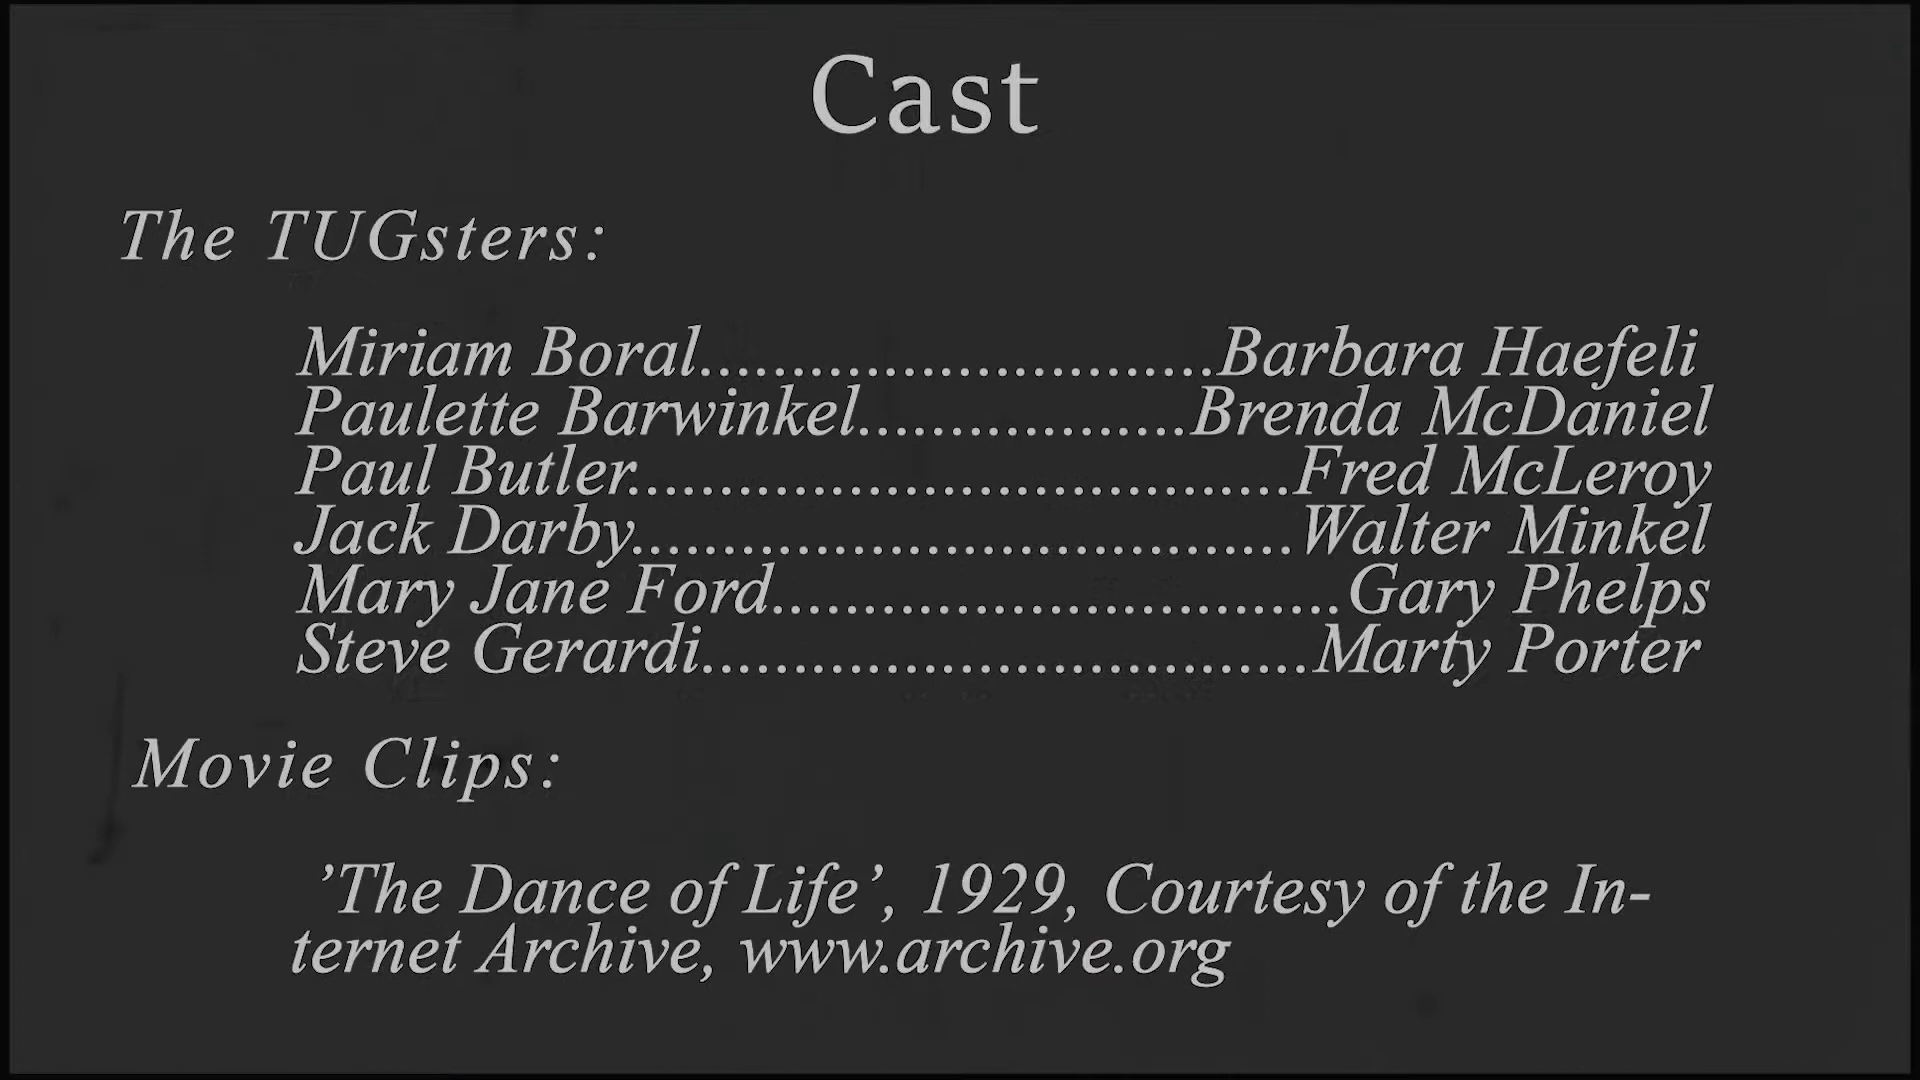 Cast
The TUGsters:
Miriam Boral............................Barbara Haefeli
Paulette Barwinkel..................Brenda McDaniel
Paul Butler....................................Fred McLeroy
Jack Darby....................................Walter Minkel
Mary Jane Ford...............................Gary Phelps
Steve Gerardi.................................Marty Porter
Movie Clips:
’The Dance of Life’, 1929, Courtesy of the In-
ternet Archive, www.archive.org